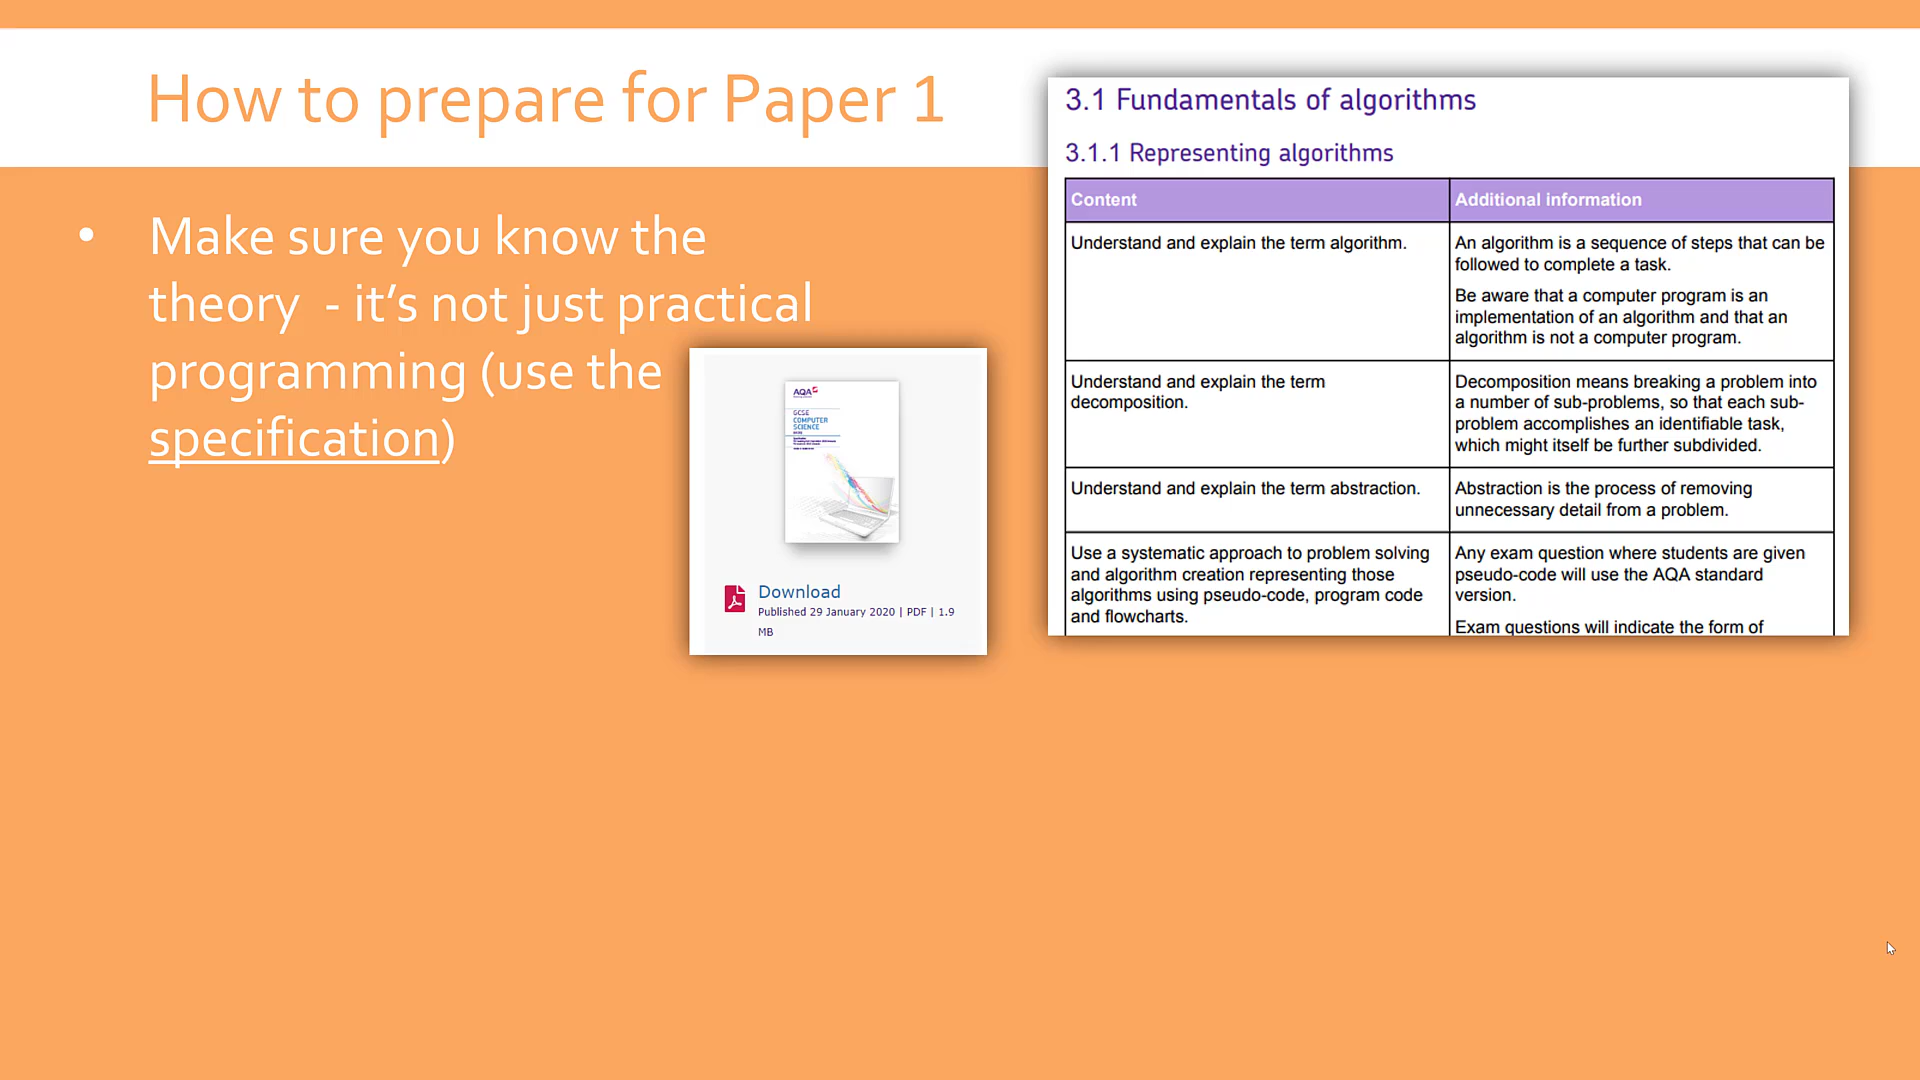 How to prepare for Paper 1
• Make sure you know the
theory - it's not just practical
programming (use the
specification)
AQA
GCSE
COMPUTER
SCIENCE
Download
Published 29 January 2020 | PDF | 1.9
MB
3.1 Fundamentals of algorithms
3.1.1 Representing algorithms
Content
Additional information
Understand and explain the term algorithm.
An algorithm is a sequence of steps that can be
followed to complete a task.
Be aware that a computer program is an
implementation of an algorithm and that an
algorithm is not a computer program.
Understand and explain the term
decomposition.
Decomposition means breaking a problem into
a number of sub-problems, so that each sub-
problem accomplishes an identifiable task,
which might itself be further subdivided.
Understand and explain the term abstraction.
Abstraction is the process of removing
unnecessary detail from a problem.
Use a systematic approach to problem solving
and algorithm creation representing those
algorithms using pseudo-code, program code
and flowcharts.
Any exam question where students are given
pseudo-code will use the AQA standard
version.
Exam questions will indicate the form of